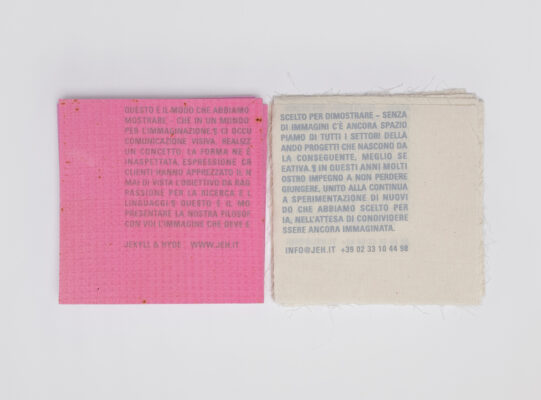 QUESTO È IL MODO CHE ABBIAMO
MOSTRARE – CHE IN UN MONDO
PER L'IMMAGINAZIONE.¶ CI OCCU
COMUNICAZIONE VISIVA, REALIZZ
UN CONCETTO, LA FORMA NE È
INASPETTATA, ESPRESSIONE CR
CLIENTI HANNO APPREZZATO IL N
MAI DI VISTA L'OBIETTIVO DA RAG
PASSIONE PER LA RICERCA E L
LINGUAGGI.¶ QUESTO È IL MO
PRESENTARE LA NOSTRA FILOSOF
CON VOI L'IMMAGINE CHE DEVE E
JEKYLL & HYDE WWW.JEH.IT
SCELTO PER DIMOSTRARE – SENZA
DI IMMAGINI C'È ANCORA SPAZIO
PIAMO DI TUTTI I SETTORI DELLA
ANDO PROGETTI CHE NASCONO DA
LA CONSEGUENTE, MEGLIO SE
EATIVA.¶ IN QUESTI ANNI MOLTI
OSTRO IMPEGNO A NON PERDERE
GIUNGERE, UNITO ALLA CONTINUA
A SPERIMENTAZIONE DI NUOVI
DO CHE ABBIAMO SCELTO PER
IA, NELL'ATTESA DI CONDIVIDERE
SSERE ANCORA IMMAGINATA.
INFO@JEH.IT +39 02 33 10 44 98